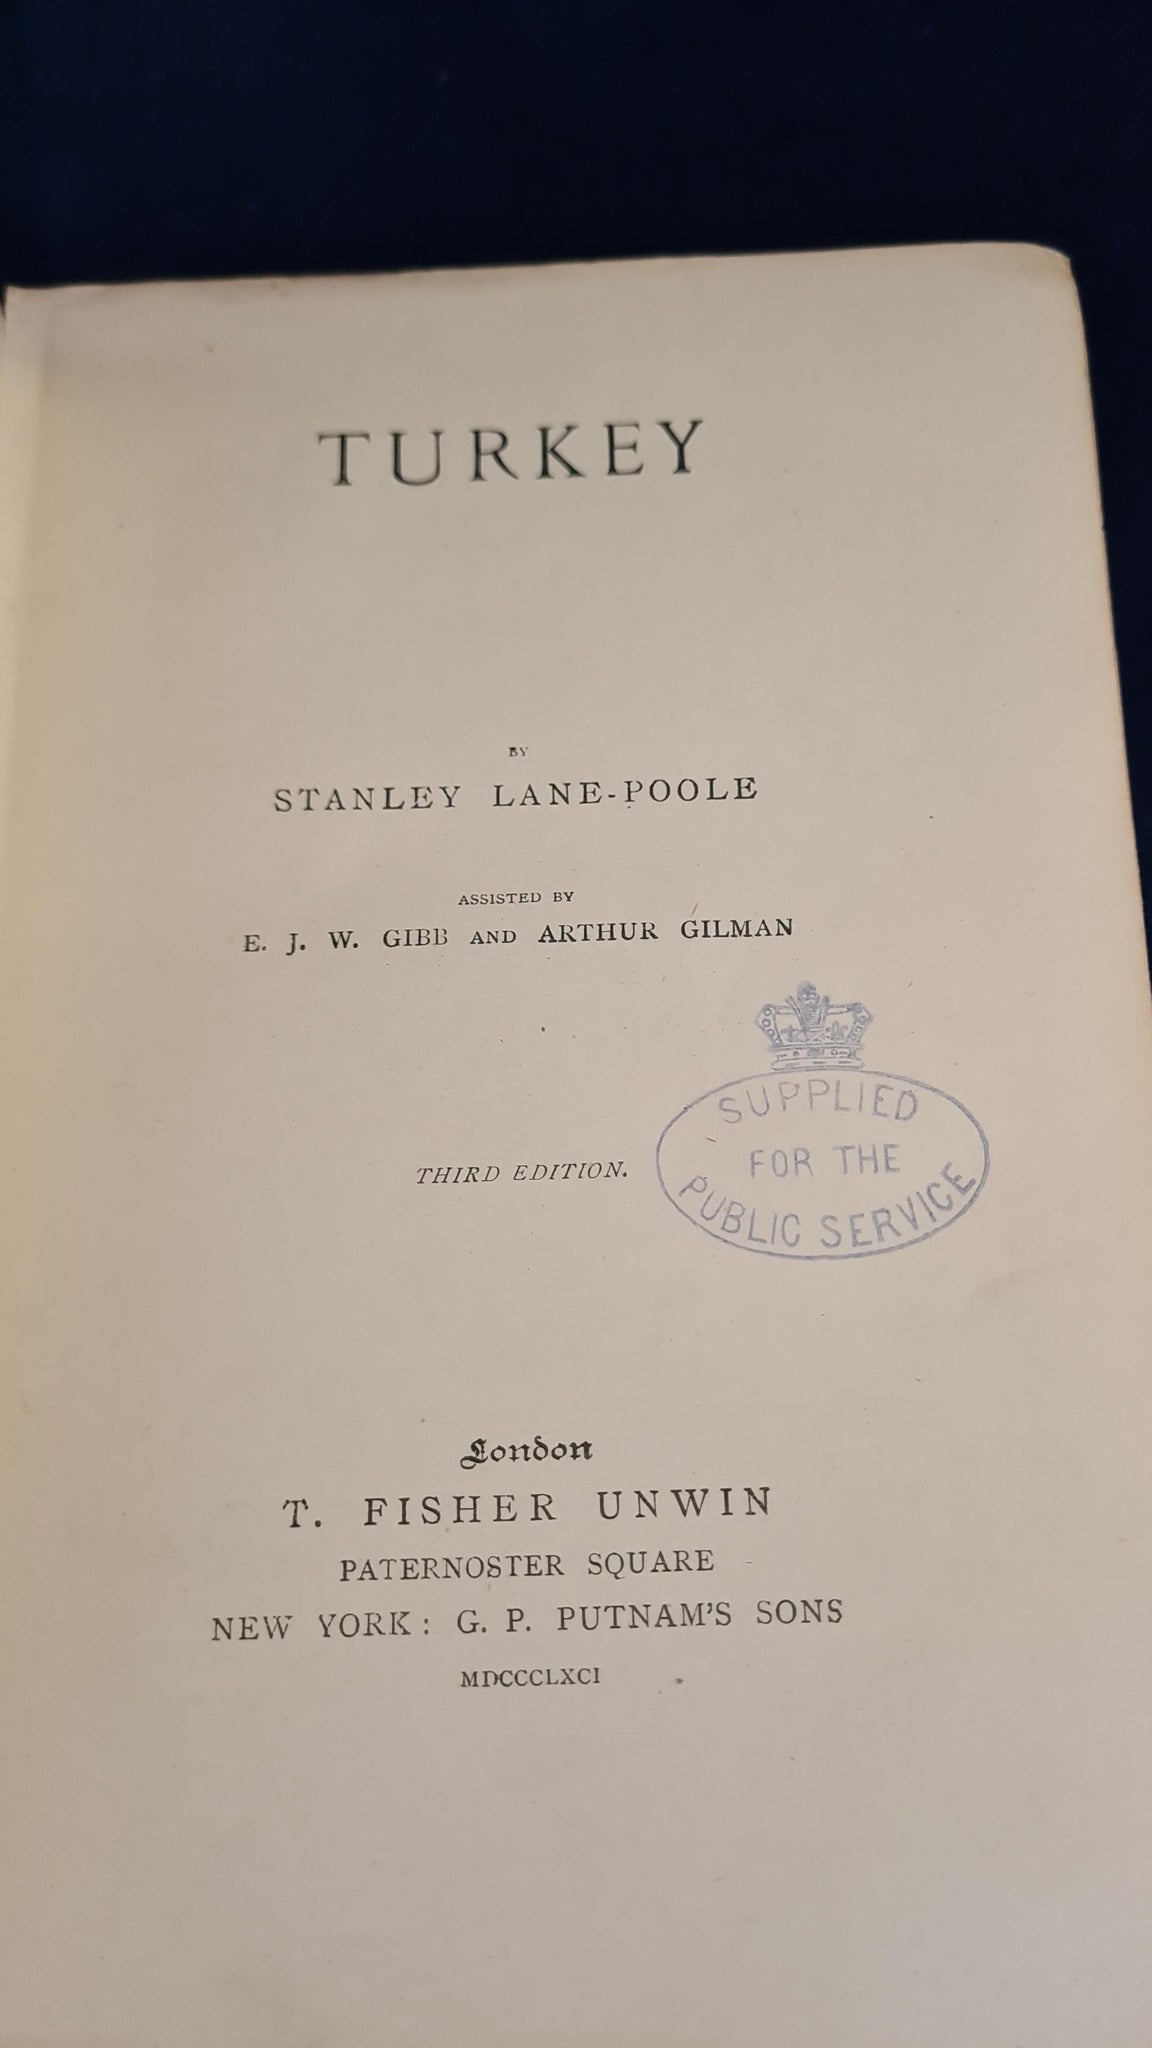 TURKEY
BY
STANLEY LANE-POOLE
ASSISTED BY
E. J. W. GIBB AND ARTHUR GILMAN
THIRD EDITION.
SUPPLIED
FOR THE
PUBLIC SERVICE
London
T. FISHER UNWIN
PATERNOSTER SQUARE
NEW YORK: G. P. PUTNAM'S SONS
MDCCCLXCI